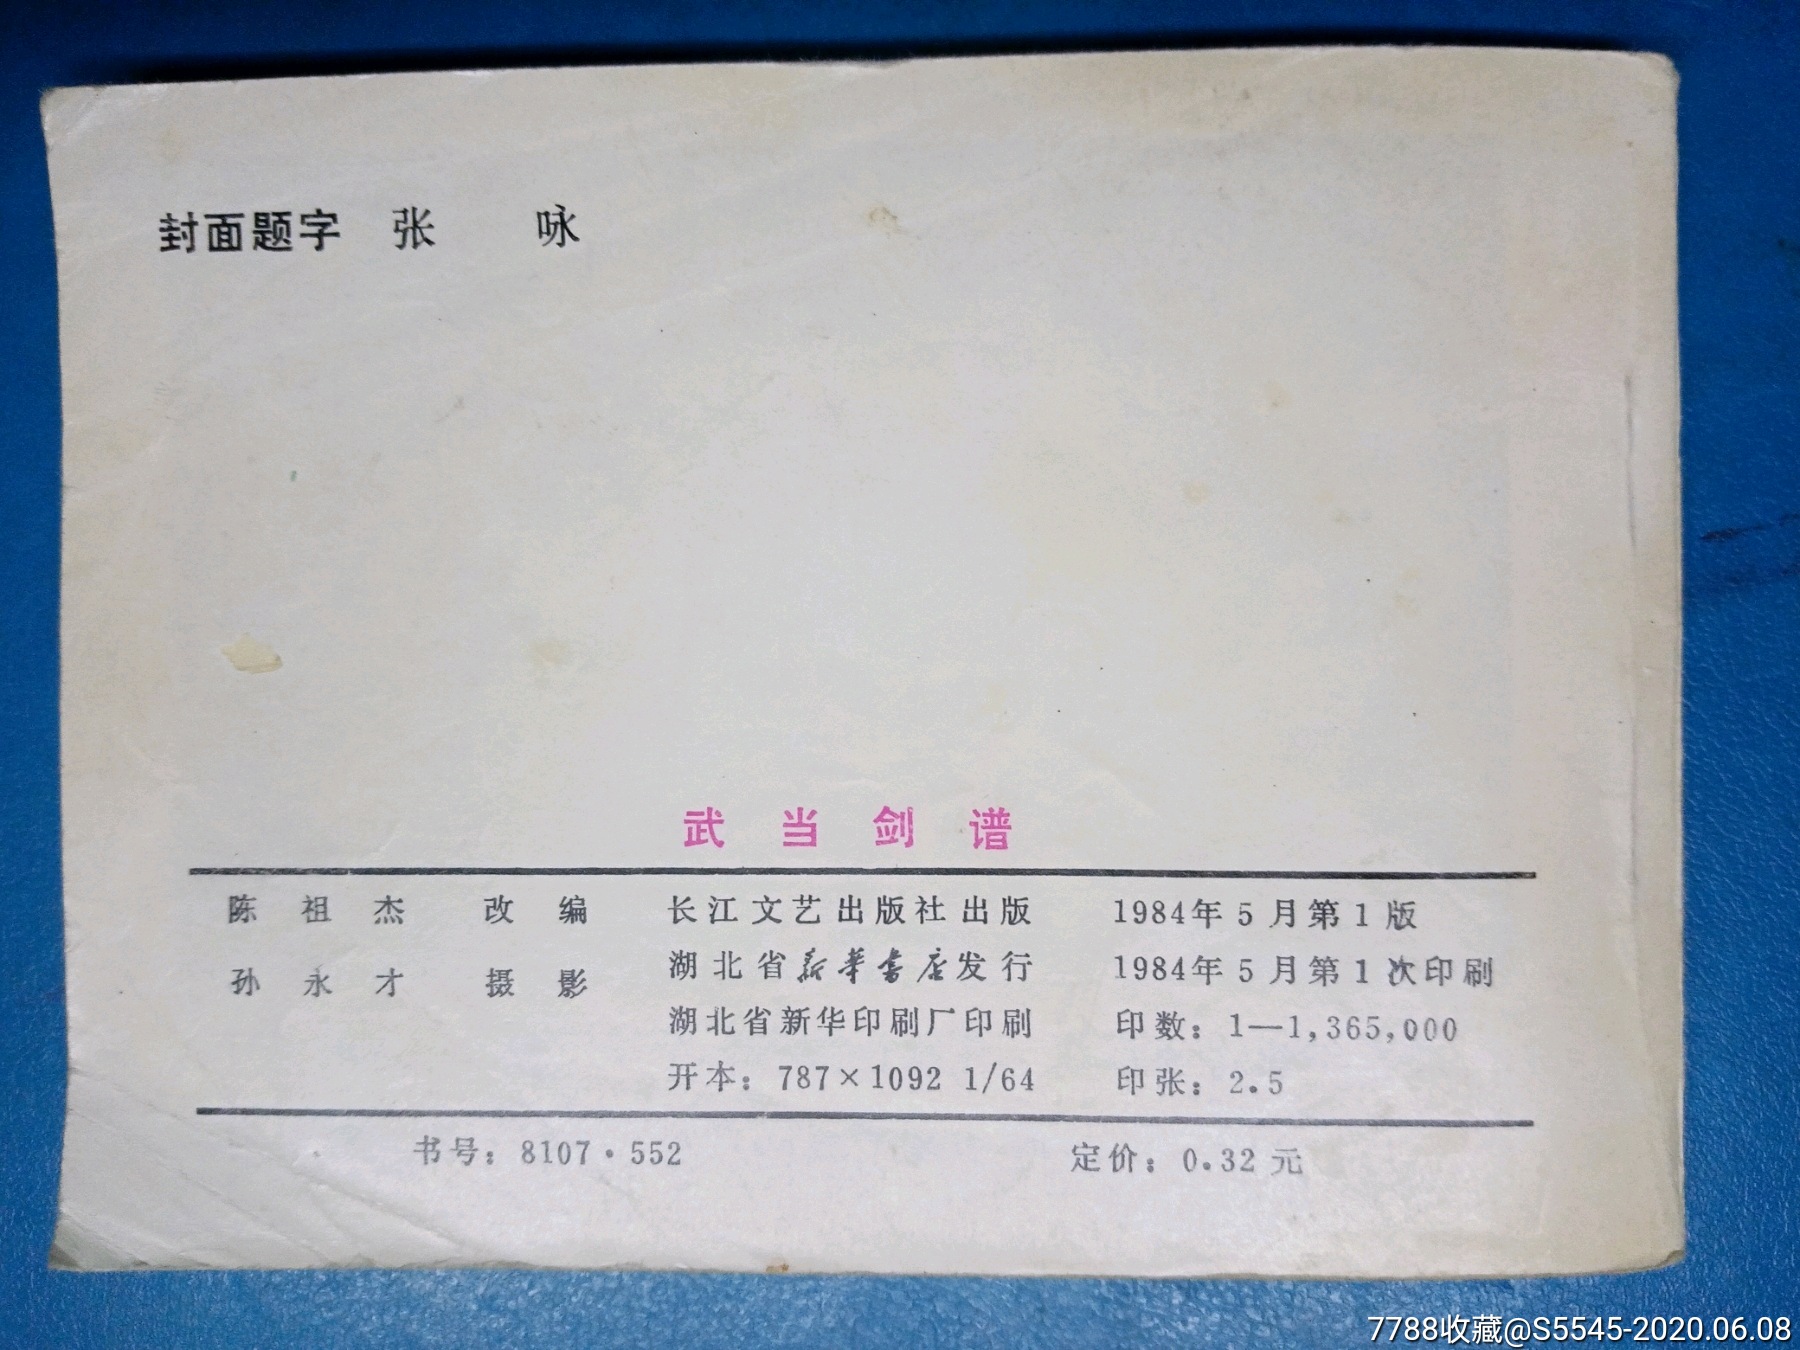 封面题字 张 咏
武当剑谱
陈祖杰 改编
孙永才 摄影
长江文艺出版社出版
湖北省新华书店发行
湖北省新华印刷厂印刷
开本：787×1092 1/64
1984年5月第1版
1984年5月第1次印刷
印数：1—1,365,000
印张：2.5
书号：8107·552
定价：0.32元
7788收藏@S5545-2020.06.08